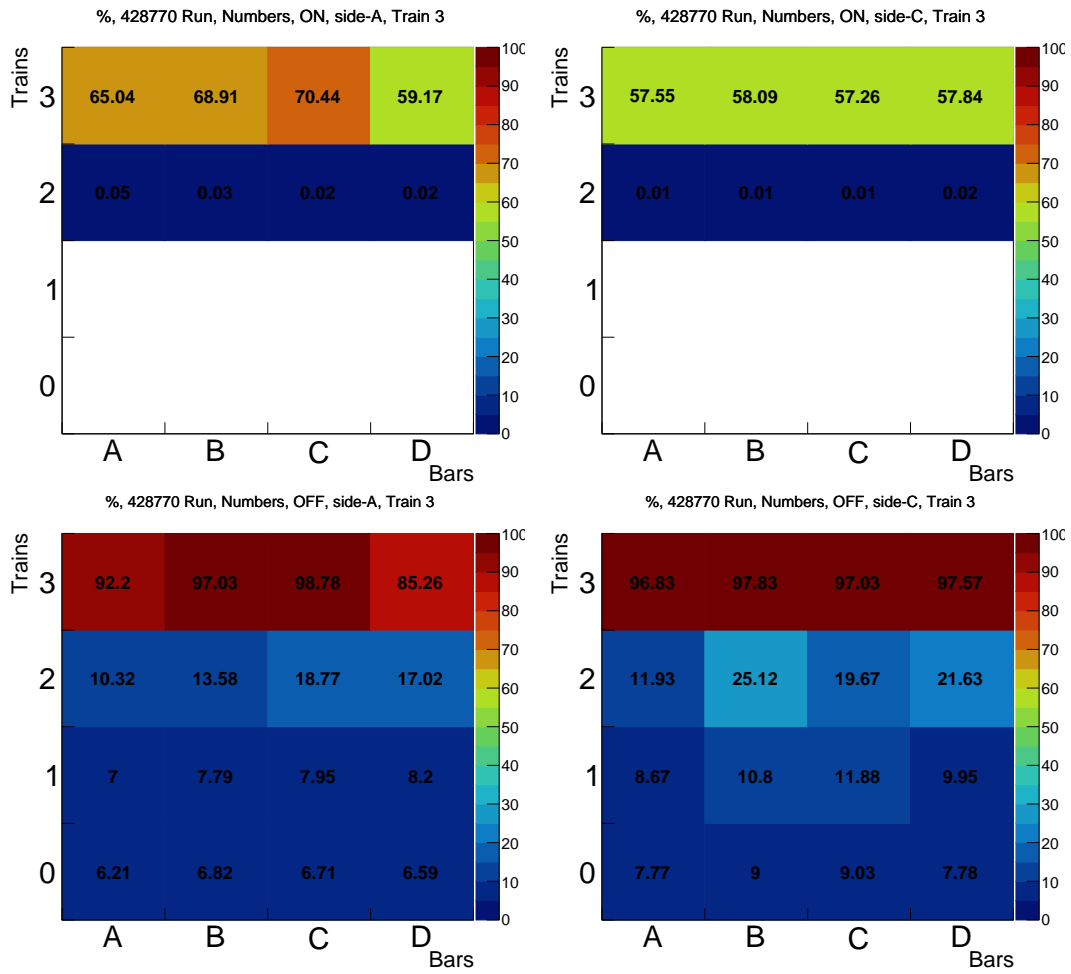 %, 428770 Run, Numbers, ON, side-A, Train 3
Trains
3
2
1
0
65.04 68.91 70.44 59.17
0.05 0.03 0.02 0.02
A B C D
Bars
100
90
80
70
60
50
40
30
20
10
0
%, 428770 Run, Numbers, ON, side-C, Train 3
Trains
3
2
1
0
57.55 58.09 57.26 57.84
0.01 0.01 0.01 0.02
A B C D
Bars
100
90
80
70
60
50
40
30
20
10
0
%, 428770 Run, Numbers, OFF, side-A, Train 3
Trains
3
2
1
0
92.2 97.03 98.78 85.26
10.32 13.58 18.77 17.02
7 7.79 7.95 8.2
6.21 6.82 6.71 6.59
A B C D
Bars
100
90
80
70
60
50
40
30
20
10
0
%, 428770 Run, Numbers, OFF, side-C, Train 3
Trains
3
2
1
0
96.83 97.83 97.03 97.57
11.93 25.12 19.67 21.63
8.67 10.8 11.88 9.95
7.77 9 9.03 7.78
A B C D
Bars
100
90
80
70
60
50
40
30
20
10
0